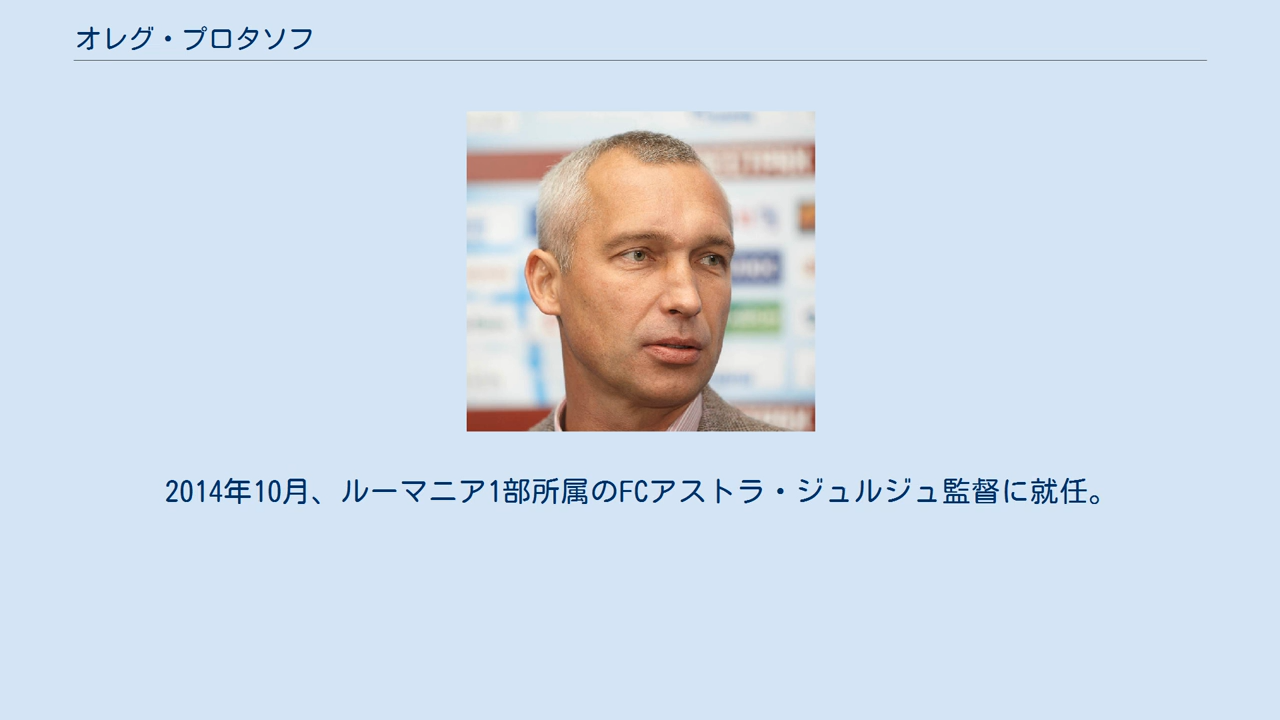 オレグ・プロタソフ
2014年10月、ルーマニア1部所属のFCアストラ・ジュルジュ監督に就任。